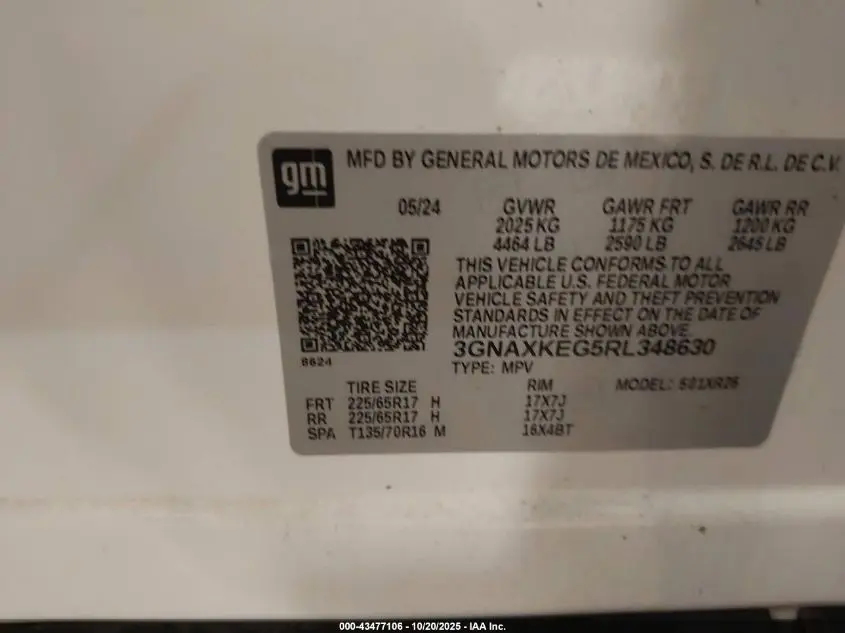 gm MFD BY GENERAL MOTORS DE MEXICO, S. DE R.L. DE C.V.
05/24 GVWR GAWR FRT GAWR RR
2025 KG 1175 KG 1200 KG
4464 LB 2590 LB 2645 LB
THIS VEHICLE CONFORMS TO ALL
APPLICABLE U.S. FEDERAL MOTOR
VEHICLE SAFETY AND THEFT PREVENTION
STANDARDS IN EFFECT ON THE DATE OF
MANUFACTURE SHOWN ABOVE.
3GNAXKEG5RL348630
8624
TYPE: MPV
TIRE SIZE RIM MODEL:
FRT 225/65R17 H 17X7J
RR 225/65R17 H 17X7J
SPA T135/70R16 M 16X4BT
000-43477106 - 10/20/2025 - IAA Inc.